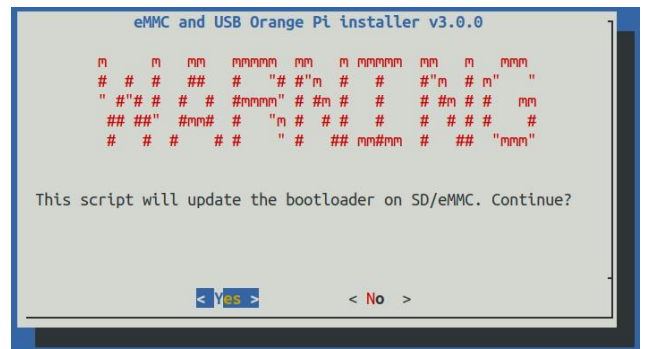 eMMC and USB Orange Pi installer v3.0.0
WARNING
This script will update the bootloader on SD/eMMC. Continue?
< Yes > < No >